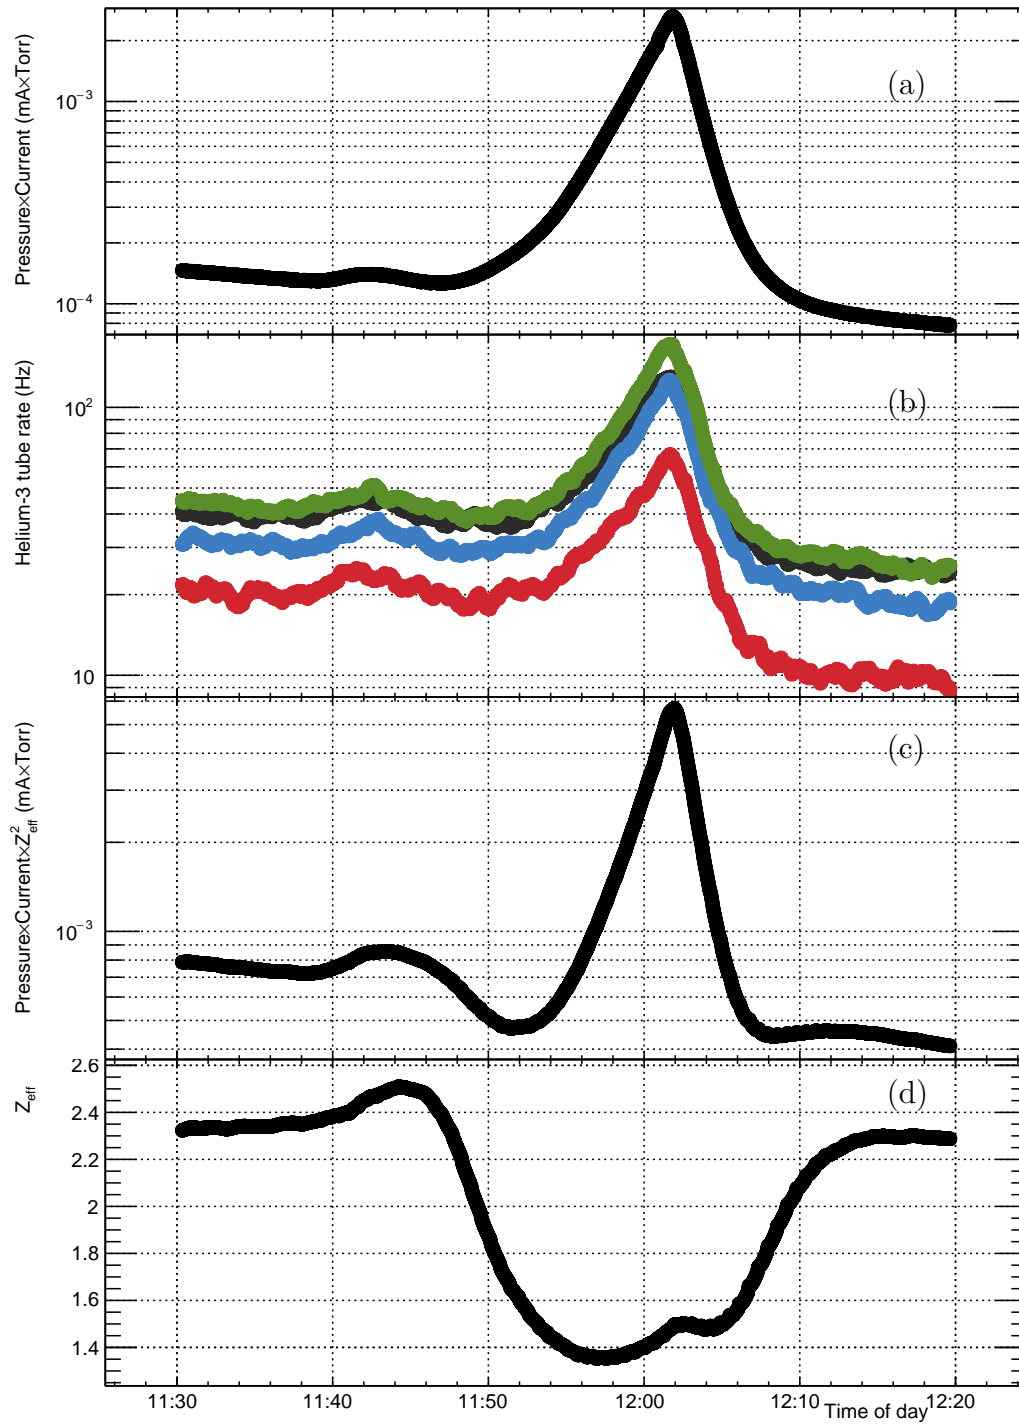 Pressure×Current (mA×Torr)
10⁻³
10⁻⁴
(a)
Helium-3 tube rate (Hz)
10²
10
(b)
Pressure×Current×Z²eff (mA×Torr)
10⁻³
(c)
Zeff
2.6
2.4
2.2
2
1.8
1.6
1.4
(d)
11:30 11:40 11:50 12:00 12:10 12:20
Time of day